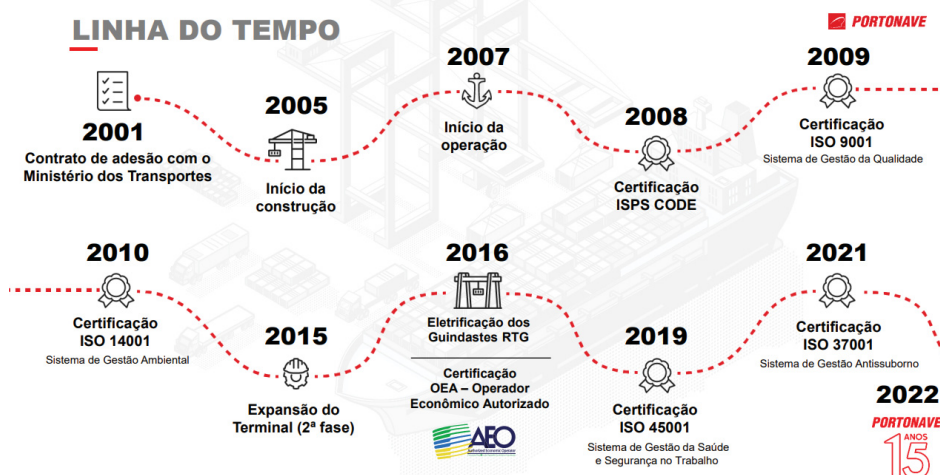 LINHA DO TEMPO
PORTONAVE
2001
Contrato de adesão com o
Ministério dos Transportes
2005
Início da
construção
2007
Início da
operação
2008
Certificação
ISPS CODE
2009
Certificação
ISO 9001
Sistema de Gestão da Qualidade
2010
Certificação
ISO 14001
Sistema de Gestão Ambiental
2015
Expansão do
Terminal (2ª fase)
2016
Eletrificação dos
Guindastes RTG
Certificação
OEA – Operador
Econômico Autorizado
AEO
Authorized Economic Operator
2019
Certificação
ISO 45001
Sistema de Gestão da Saúde
e Segurança no Trabalho
2021
Certificação
ISO 37001
Sistema de Gestão Antissuborno
2022
PORTONAVE
15 ANOS